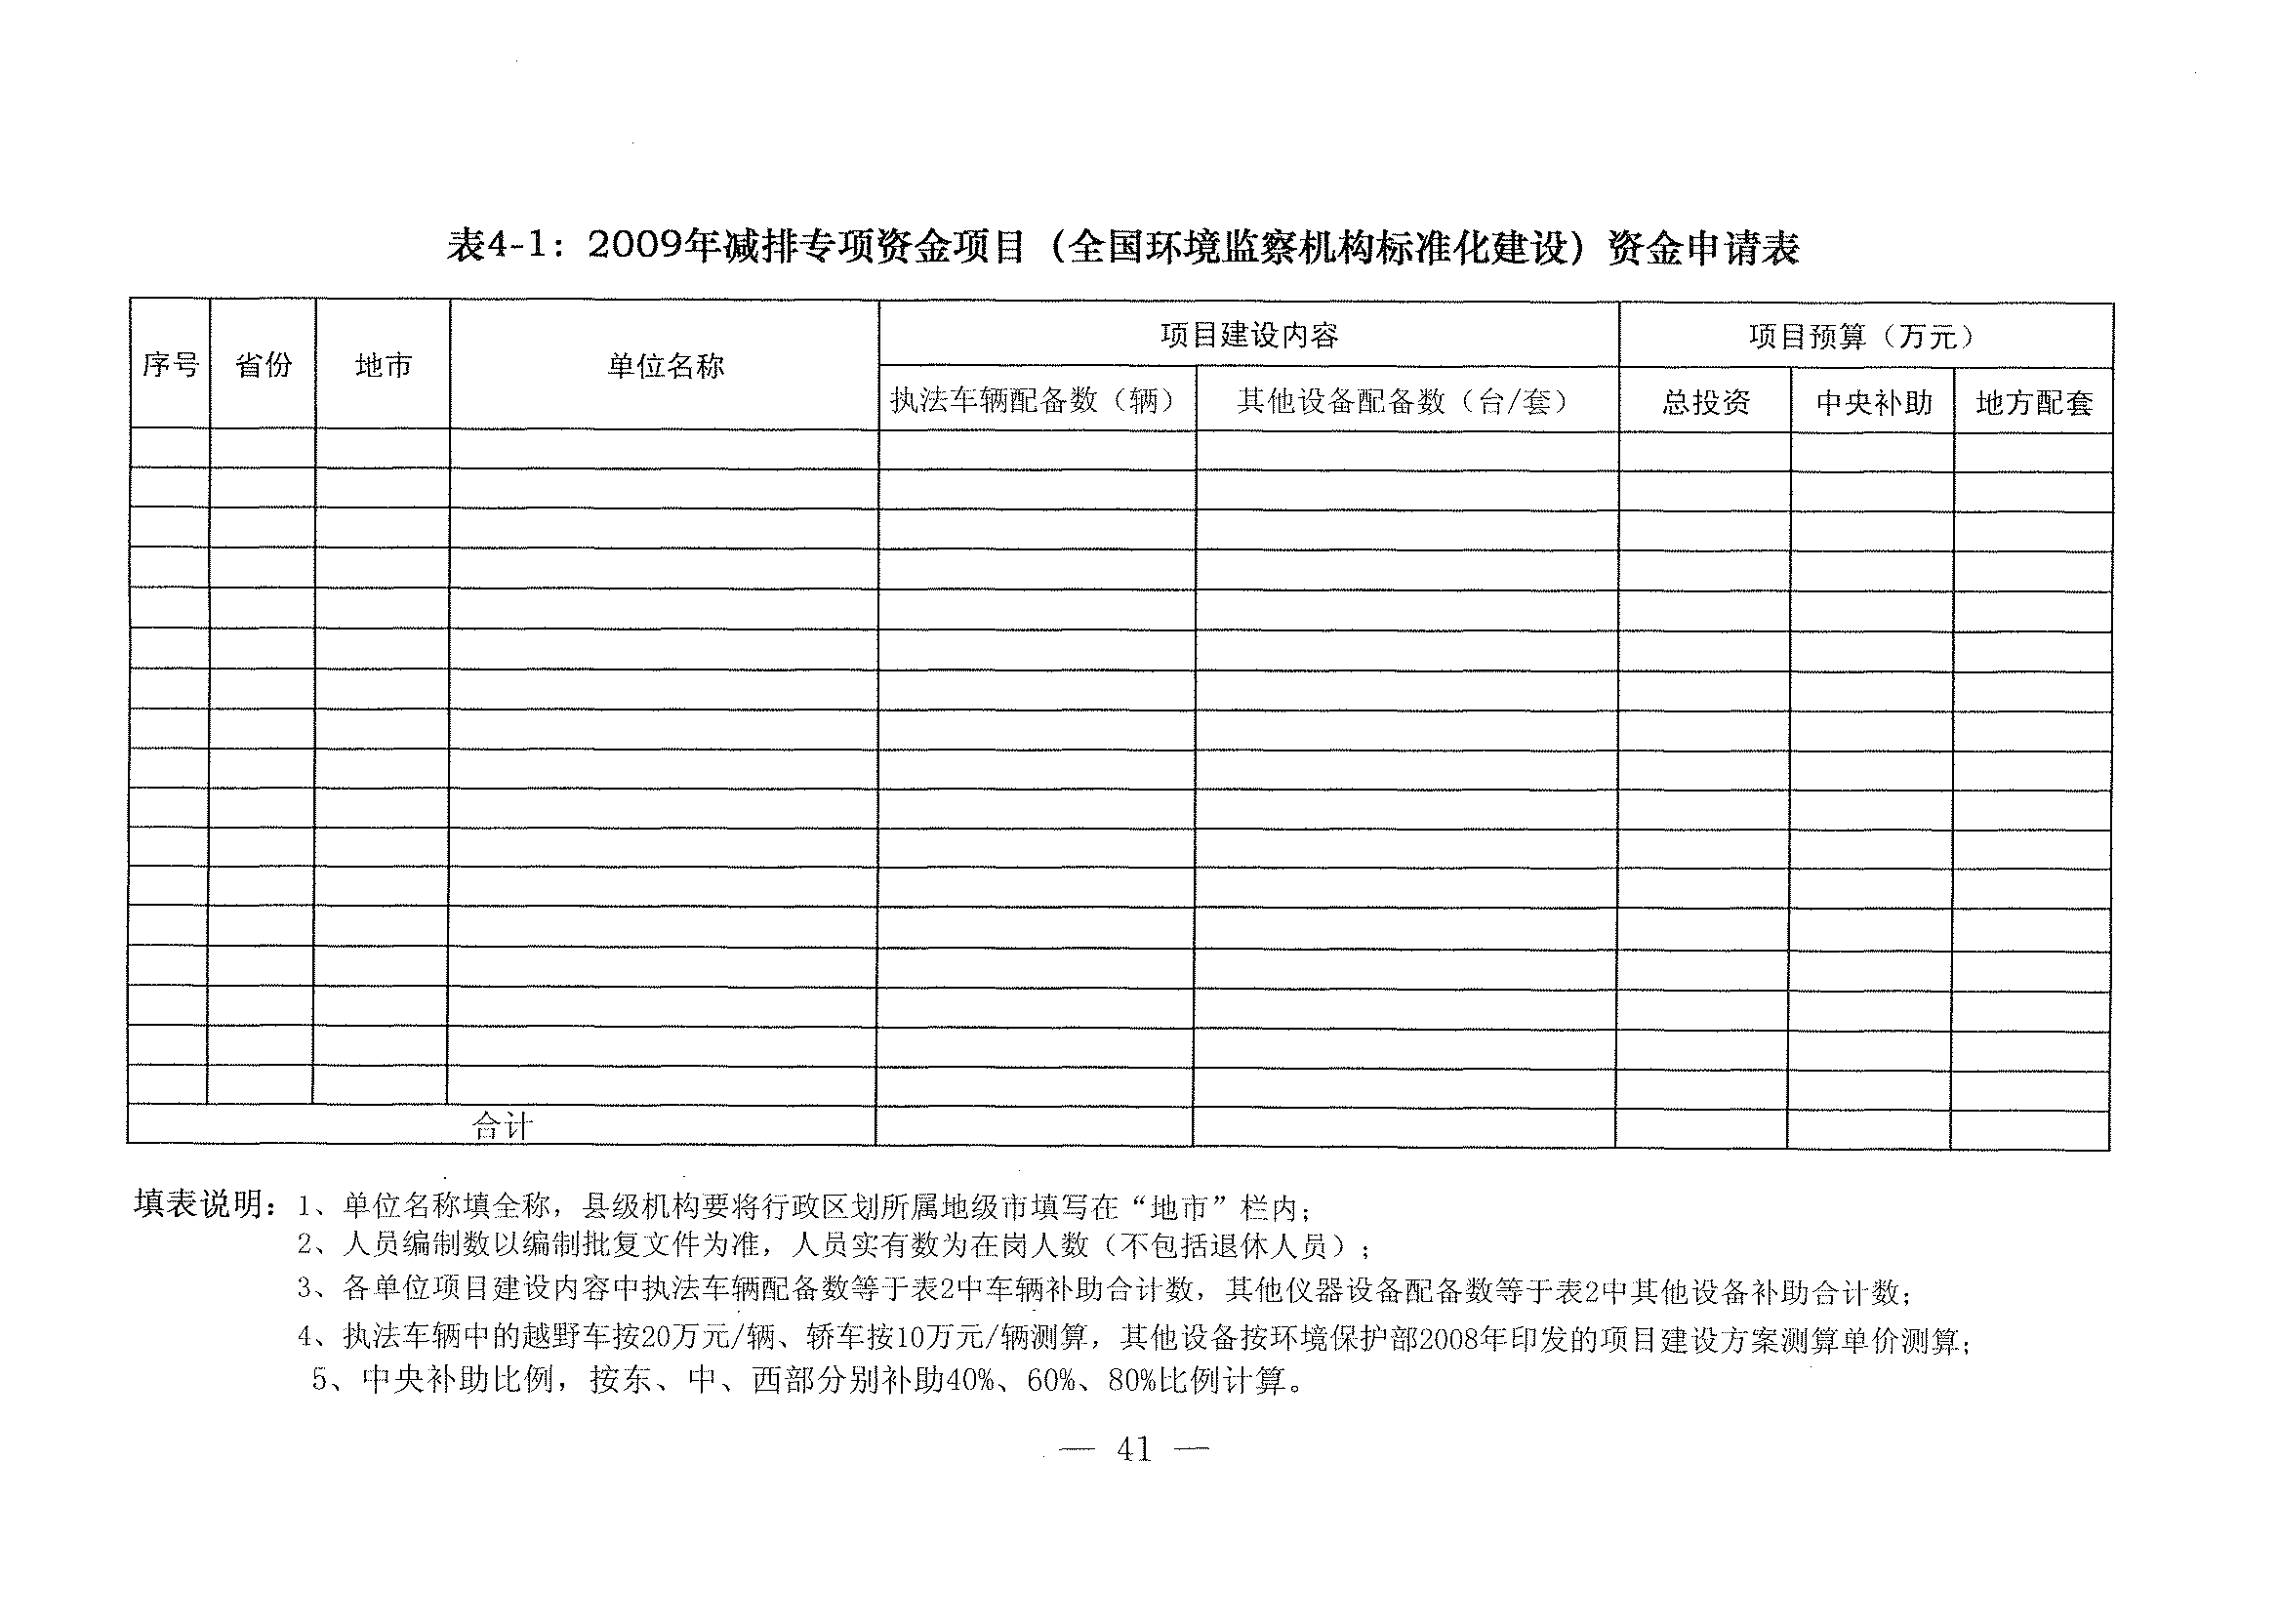 表4-1：2009年减排专项资金项目（全国环境监察机构标准化建设）资金申请表
序号 省份 地市 单位名称 项目建设内容 项目预算（万元）
执法车辆配备数（辆） 其他设备配备数（台/套） 总投资 中央补助 地方配套
合计
填表说明：1、单位名称填全称，县级机构要将行政区划所属地级市填写在“地市”栏内；
2、人员编制数以编制批复文件为准，人员实有数为在岗人数（不包括退休人员）；
3、各单位项目建设内容中执法车辆配备数等于表2中车辆补助合计数，其他仪器设备配备数等于表2中其他设备补助合计数；
4、执法车辆中的越野车按20万元/辆、轿车按10万元/辆测算，其他设备按环境保护部2008年印发的项目建设方案测算单价测算；
5、中央补助比例，按东、中、西部分别补助40%、60%、80%比例计算。
— 41 —